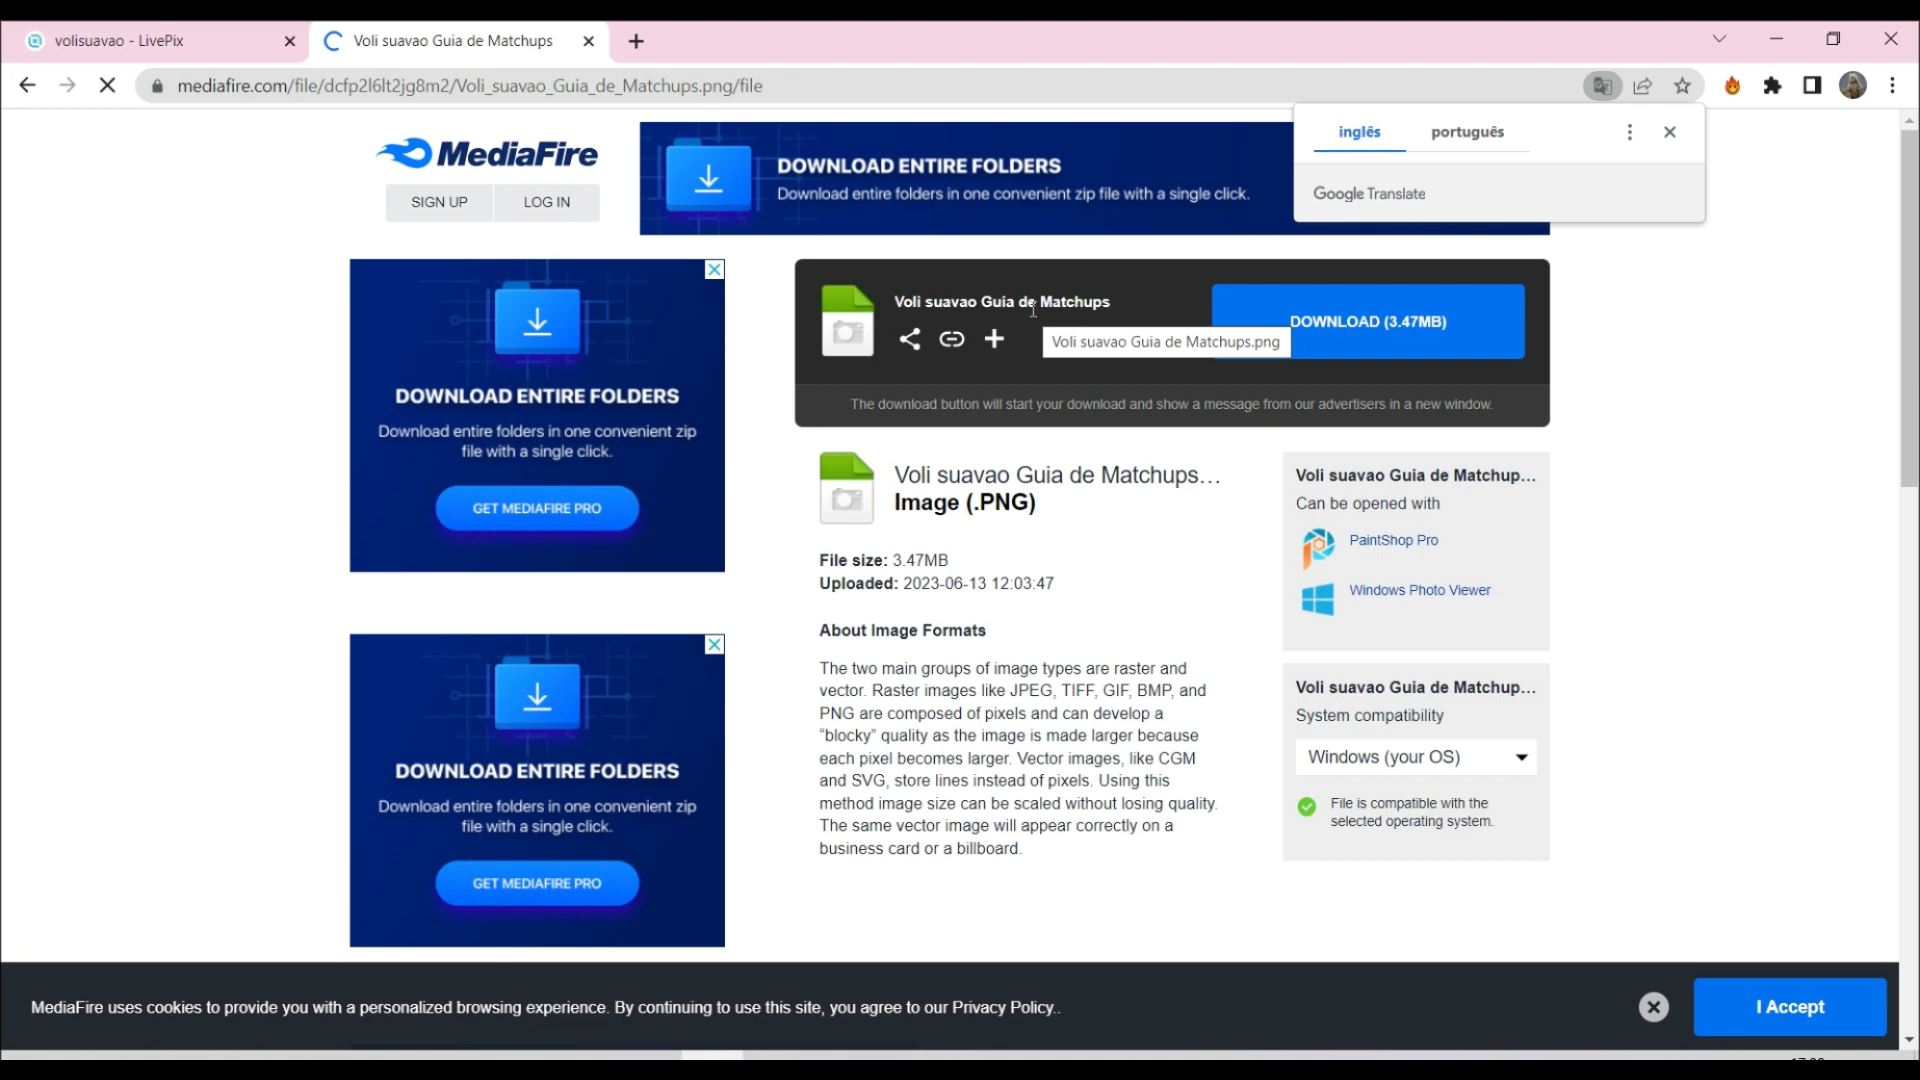 volisuavao - LivePix
Voli suavao Guia de Matchups
mediafire.com/file/dcfp2l6lt2jg8m2/Voli_suavao_Guia_de_Matchups.png/file
inglês
português
Google Translate
MediaFire
SIGN UP
LOG IN
DOWNLOAD ENTIRE FOLDERS
Download entire folders in one convenient zip file with a single click.
DOWNLOAD ENTIRE FOLDERS
Download entire folders in one convenient zip
file with a single click.
GET MEDIAFIRE PRO
Voli suavao Guia de Matchups
Voli suavao Guia de Matchups.png
DOWNLOAD (3.47MB)
The download button will start your download and show a message from our advertisers in a new window.
Voli suavao Guia de Matchups...
Image (.PNG)
File size: 3.47MB
Uploaded: 2023-06-13 12:03:47
About Image Formats
The two main groups of image types are raster and
vector. Raster images like JPEG, TIFF, GIF, BMP, and
PNG are composed of pixels and can develop a
“blocky” quality as the image is made larger because
each pixel becomes larger. Vector images, like CGM
and SVG, store lines instead of pixels. Using this
method image size can be scaled without losing quality.
The same vector image will appear correctly on a
business card or a billboard.
Voli suavao Guia de Matchup...
Can be opened with
PaintShop Pro
Windows Photo Viewer
Voli suavao Guia de Matchup...
System compatibility
Windows (your OS)
File is compatible with the
selected operating system.
DOWNLOAD ENTIRE FOLDERS
Download entire folders in one convenient zip
file with a single click.
GET MEDIAFIRE PRO
MediaFire uses cookies to provide you with a personalized browsing experience. By continuing to use this site, you agree to our Privacy Policy..
I Accept